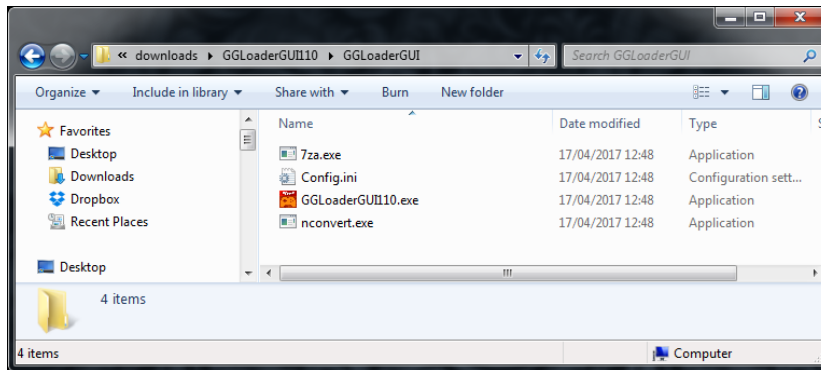 « downloads ▸ GGLoaderGUI110 ▸ GGLoaderGUI
Search GGLoaderGUI
Organize Include in library Share with Burn New folder
Favorites
Desktop
Downloads
Dropbox
Recent Places
Desktop
Name Date modified Type S
7za.exe 17/04/2017 12:48 Application
Config.ini 17/04/2017 12:48 Configuration sett...
GGLoaderGUI110.exe 17/04/2017 12:48 Application
nconvert.exe 17/04/2017 12:48 Application
4 items
4 items Computer